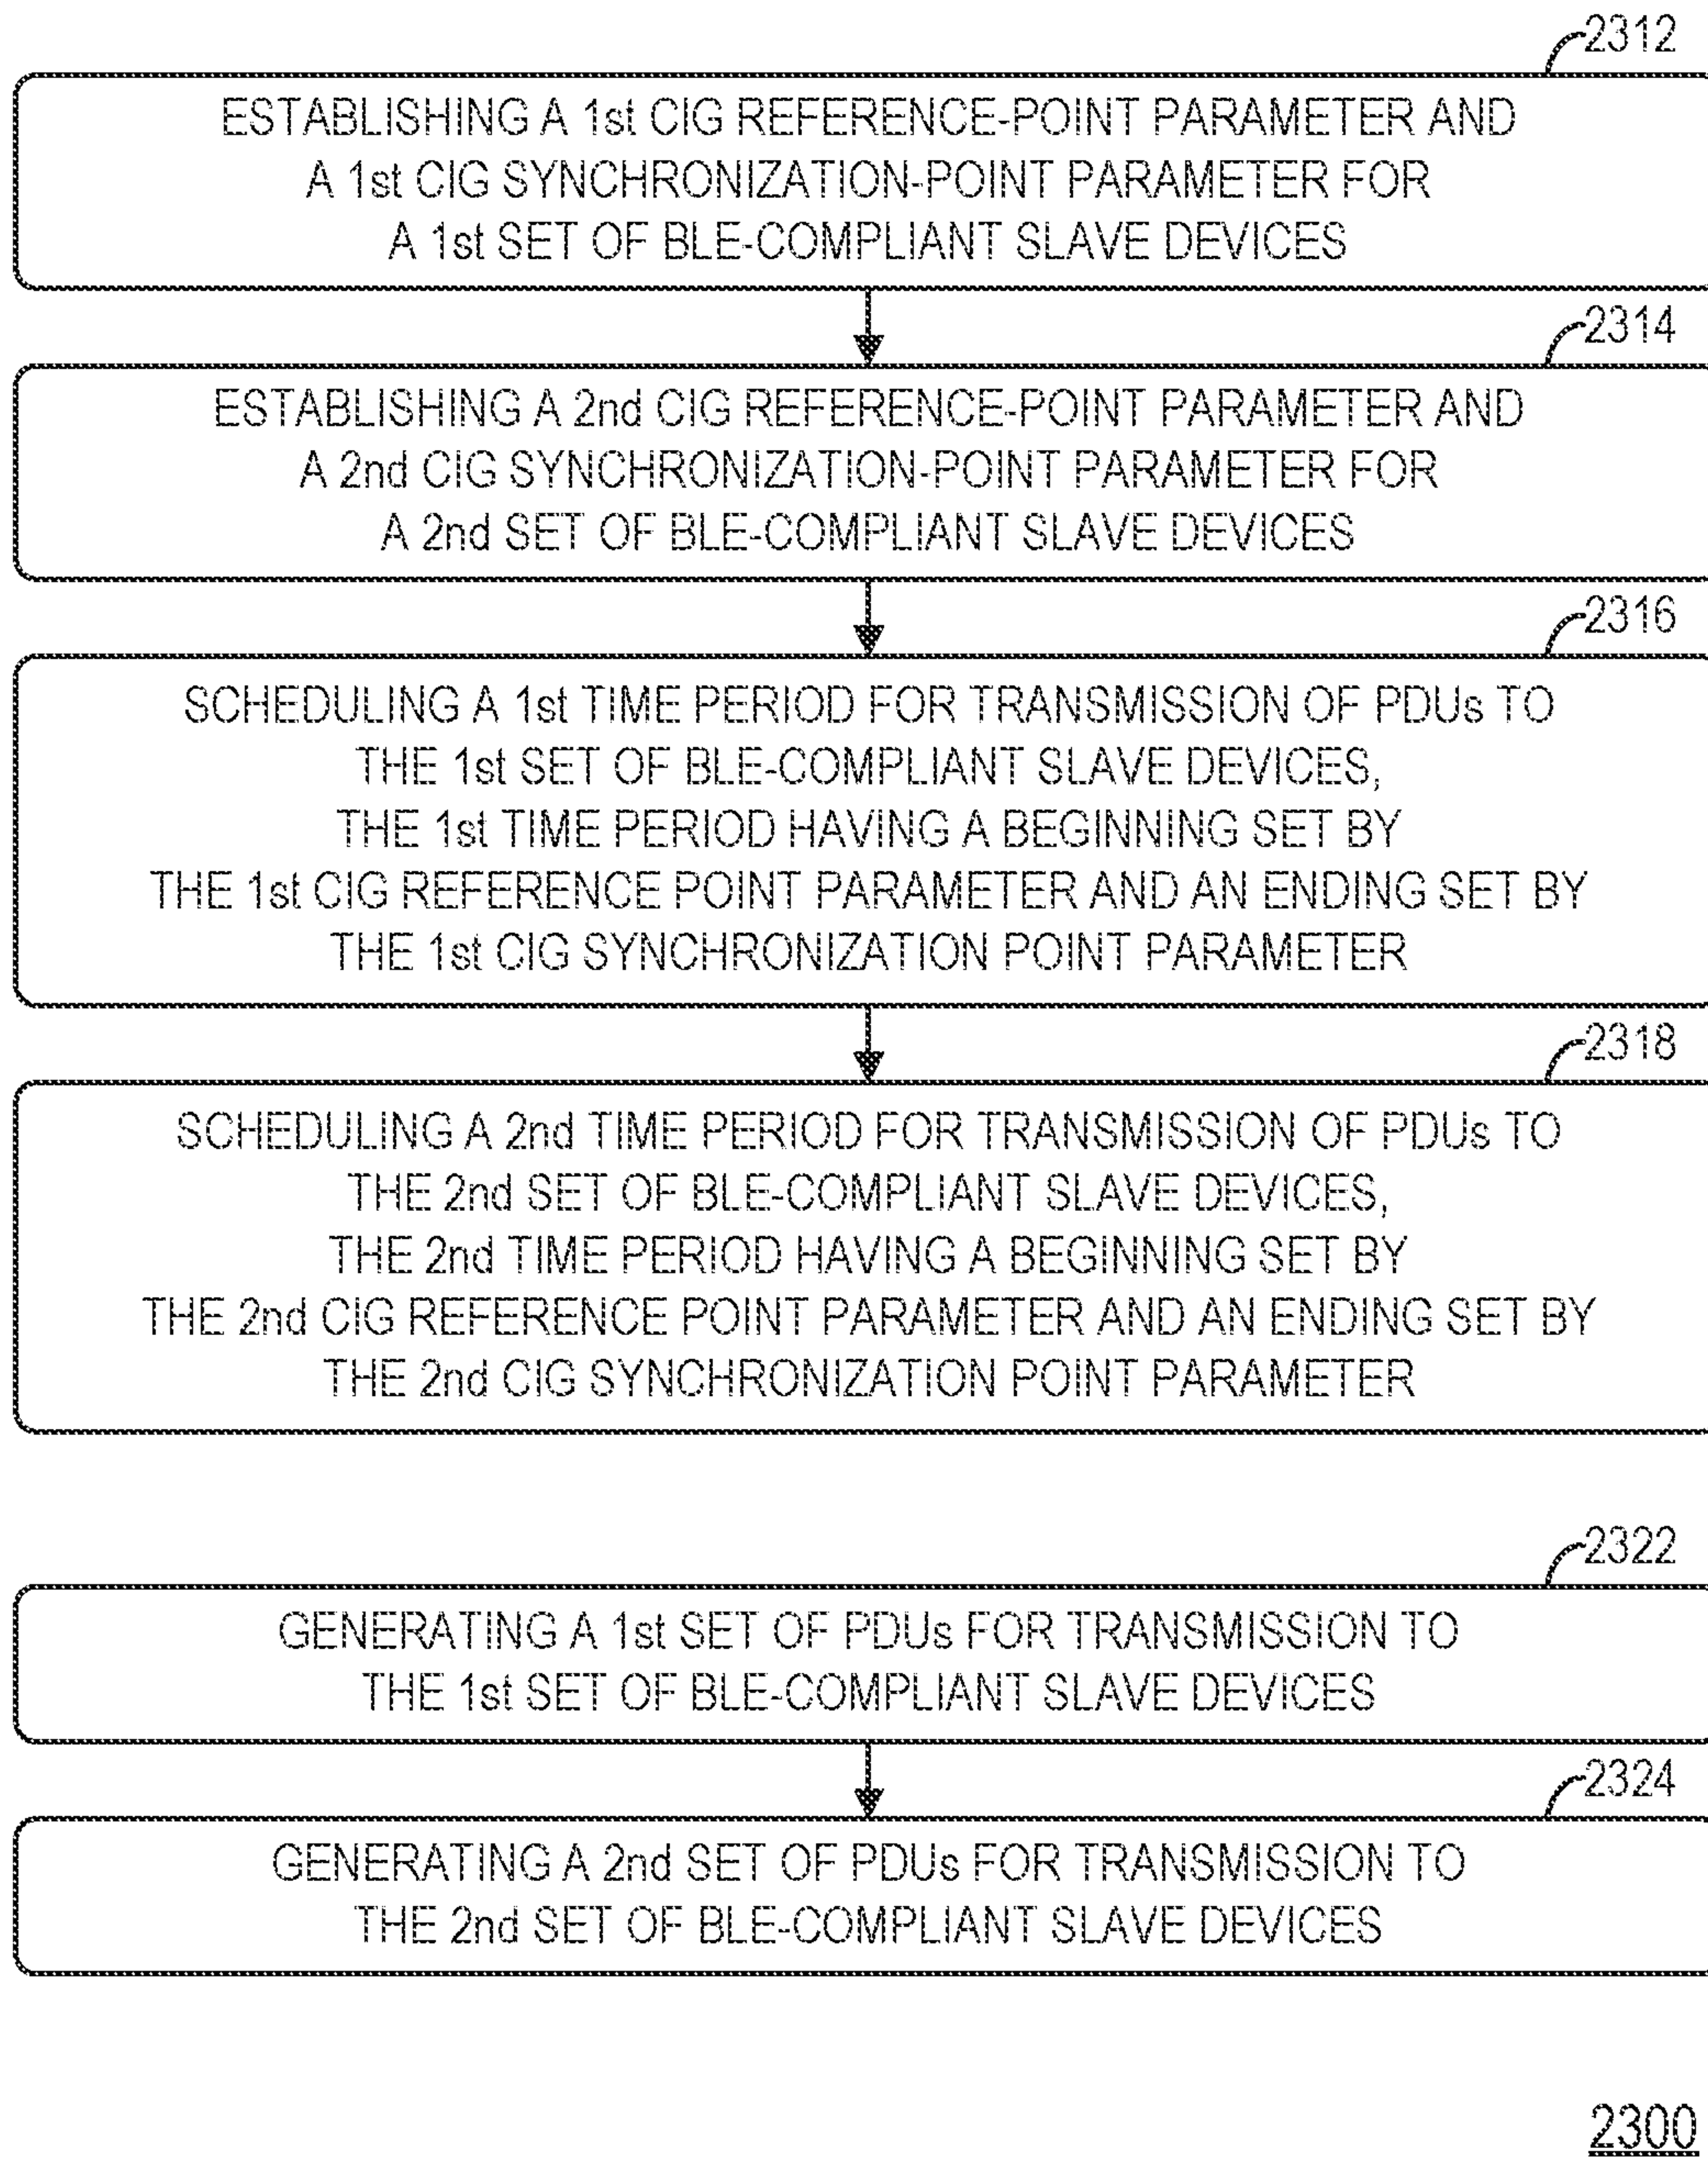 2312
ESTABLISHING A 1st CIG REFERENCE-POINT PARAMETER AND
A 1st CIG SYNCHRONIZATION-POINT PARAMETER FOR
A 1st SET OF BLE-COMPLIANT SLAVE DEVICES
2314
ESTABLISHING A 2nd CIG REFERENCE-POINT PARAMETER AND
A 2nd CIG SYNCHRONIZATION-POINT PARAMETER FOR
A 2nd SET OF BLE-COMPLIANT SLAVE DEVICES
2316
SCHEDULING A 1st TIME PERIOD FOR TRANSMISSION OF PDUs TO
THE 1st SET OF BLE-COMPLIANT SLAVE DEVICES,
THE 1st TIME PERIOD HAVING A BEGINNING SET BY
THE 1st CIG REFERENCE POINT PARAMETER AND AN ENDING SET BY
THE 1st CIG SYNCHRONIZATION POINT PARAMETER
2318
SCHEDULING A 2nd TIME PERIOD FOR TRANSMISSION OF PDUs TO
THE 2nd SET OF BLE-COMPLIANT SLAVE DEVICES,
THE 2nd TIME PERIOD HAVING A BEGINNING SET BY
THE 2nd CIG REFERENCE POINT PARAMETER AND AN ENDING SET BY
THE 2nd CIG SYNCHRONIZATION POINT PARAMETER
2322
GENERATING A 1st SET OF PDUs FOR TRANSMISSION TO
THE 1st SET OF BLE-COMPLIANT SLAVE DEVICES
2324
GENERATING A 2nd SET OF PDUs FOR TRANSMISSION TO
THE 2nd SET OF BLE-COMPLIANT SLAVE DEVICES
2300